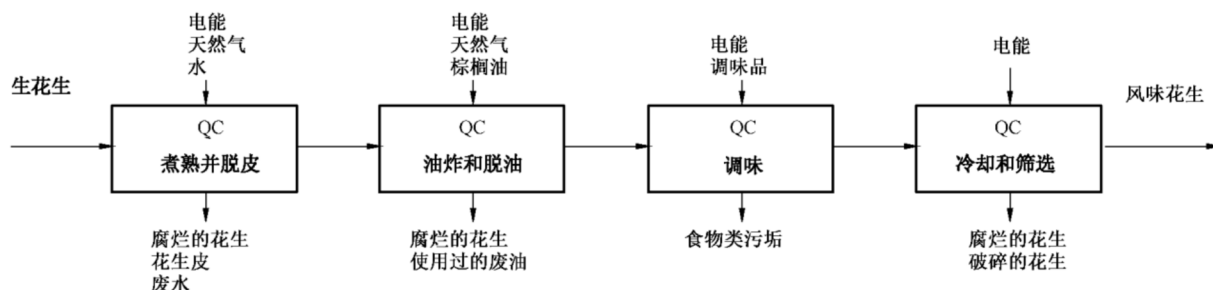 生花生
电能
天然气
水
QC
煮熟并脱皮
腐烂的花生
花生皮
废水
电能
天然气
棕榈油
QC
油炸和脱油
腐烂的花生
使用过的废油
电能
调味品
QC
调味
食物类污垢
电能
QC
冷却和筛选
腐烂的花生
破碎的花生
风味花生